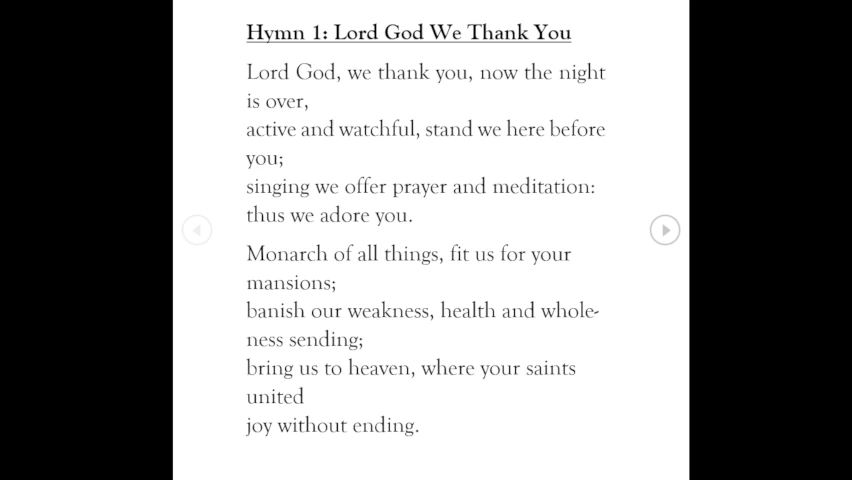 Hymn 1: Lord God We Thank You
Lord God, we thank you, now the night
is over,
active and watchful, stand we here before
you;
singing we offer prayer and meditation:
thus we adore you.
Monarch of all things, fit us for your
mansions;
banish our weakness, health and whole-
ness sending;
bring us to heaven, where your saints
united
joy without ending.